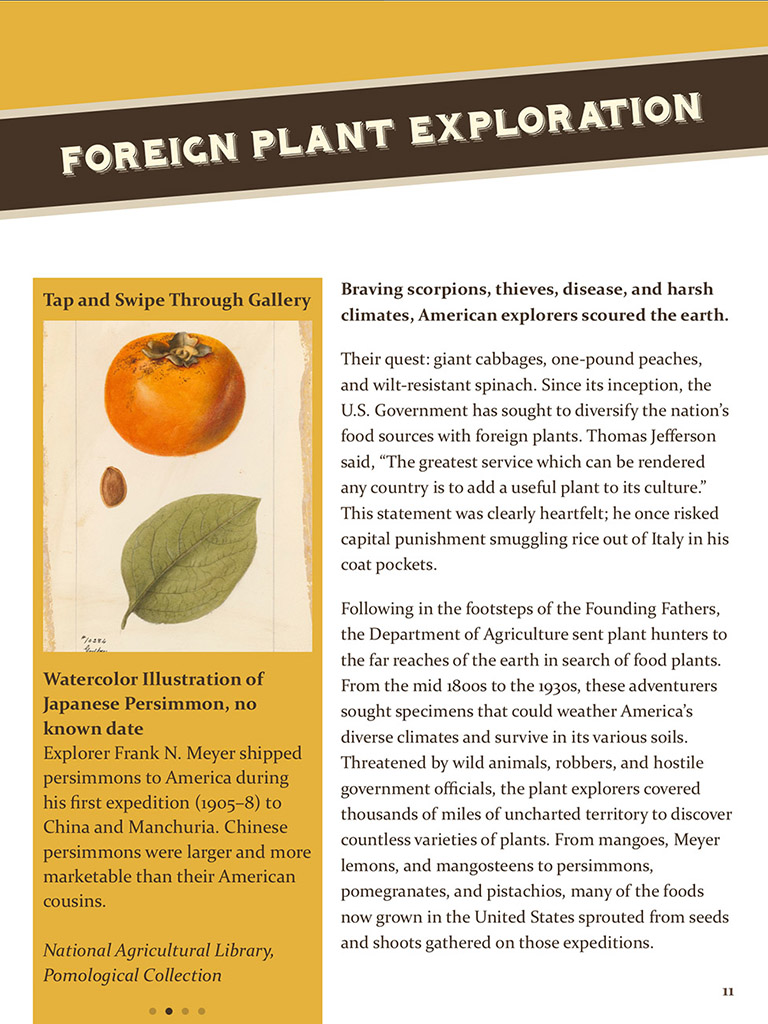 FOREIGN PLANT EXPLORATION
Tap and Swipe Through Gallery
Watercolor Illustration of
Japanese Persimmon, no
known date
Explorer Frank N. Meyer shipped
persimmons to America during
his first expedition (1905–8) to
China and Manchuria. Chinese
persimmons were larger and more
marketable than their American
cousins.
National Agricultural Library,
Pomological Collection
Braving scorpions, thieves, disease, and harsh
climates, American explorers scoured the earth.
Their quest: giant cabbages, one-pound peaches,
and wilt-resistant spinach. Since its inception, the
U.S. Government has sought to diversify the nation’s
food sources with foreign plants. Thomas Jefferson
said, “The greatest service which can be rendered
any country is to add a useful plant to its culture.”
This statement was clearly heartfelt; he once risked
capital punishment smuggling rice out of Italy in his
coat pockets.
Following in the footsteps of the Founding Fathers,
the Department of Agriculture sent plant hunters to
the far reaches of the earth in search of food plants.
From the mid 1800s to the 1930s, these adventurers
sought specimens that could weather America’s
diverse climates and survive in its various soils.
Threatened by wild animals, robbers, and hostile
government officials, the plant explorers covered
thousands of miles of uncharted territory to discover
countless varieties of plants. From mangoes, Meyer
lemons, and mangosteens to persimmons,
pomegranates, and pistachios, many of the foods
now grown in the United States sprouted from seeds
and shoots gathered on those expeditions.
11